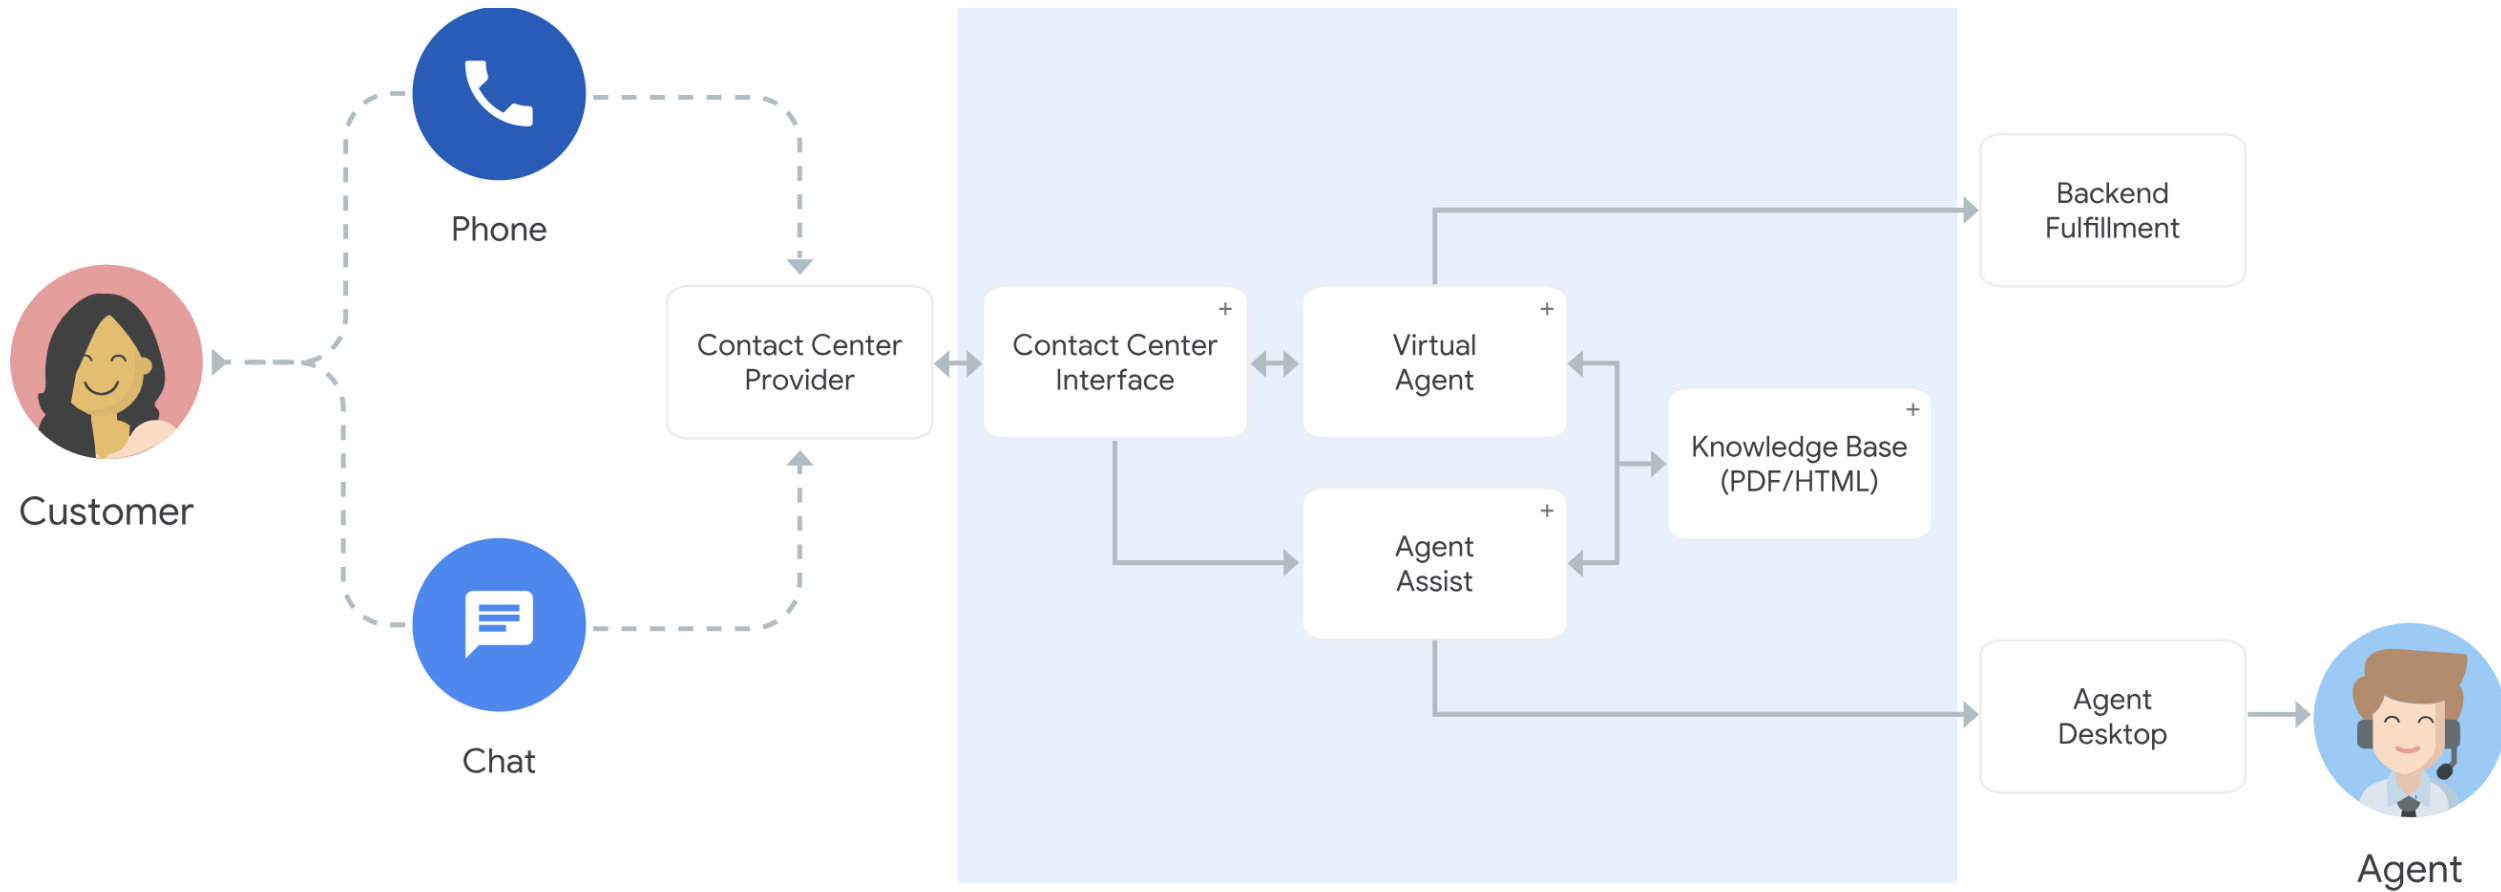 Phone
Customer
Chat
Contact Center
Provider
+
Contact Center
Interface
+
Virtual
Agent
+
Agent
Assist
+
Knowledge Base
(PDF/HTML)
Backend
Fulfillment
Agent
Desktop
Agent